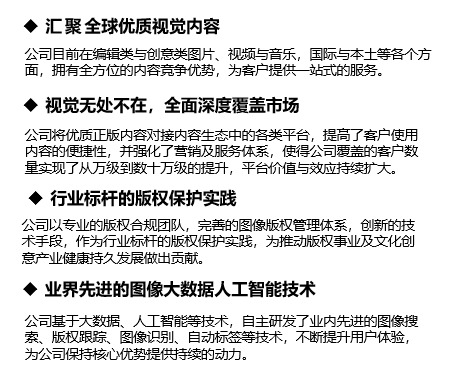 ◆ 汇聚全球优质视觉内容
公司目前在编辑类与创意类图片、视频与音乐，国际与本土等各个方
面，拥有全方位的内容竞争优势，为客户提供一站式的服务。
◆ 视觉无处不在，全面深度覆盖市场
公司将优质正版内容对接内容生态中的各类平台，提高了客户使用
内容的便捷性，并强化了营销及服务体系，使得公司覆盖的客户数
量实现了从万级到数十万级的提升，平台价值与效应持续扩大。
◆ 行业标杆的版权保护实践
公司以专业的版权合规团队，完善的图像版权管理体系，创新的技
术手段，作为行业标杆的版权保护实践，为推动版权事业及文化创
意产业健康持久发展做出贡献。
◆ 业界先进的图像大数据人工智能技术
公司基于大数据、人工智能等技术，自主研发了业内先进的图像搜
索、版权跟踪、图像识别、自动标签等技术，不断提升用户体验，
为公司保持核心优势提供持续的动力。